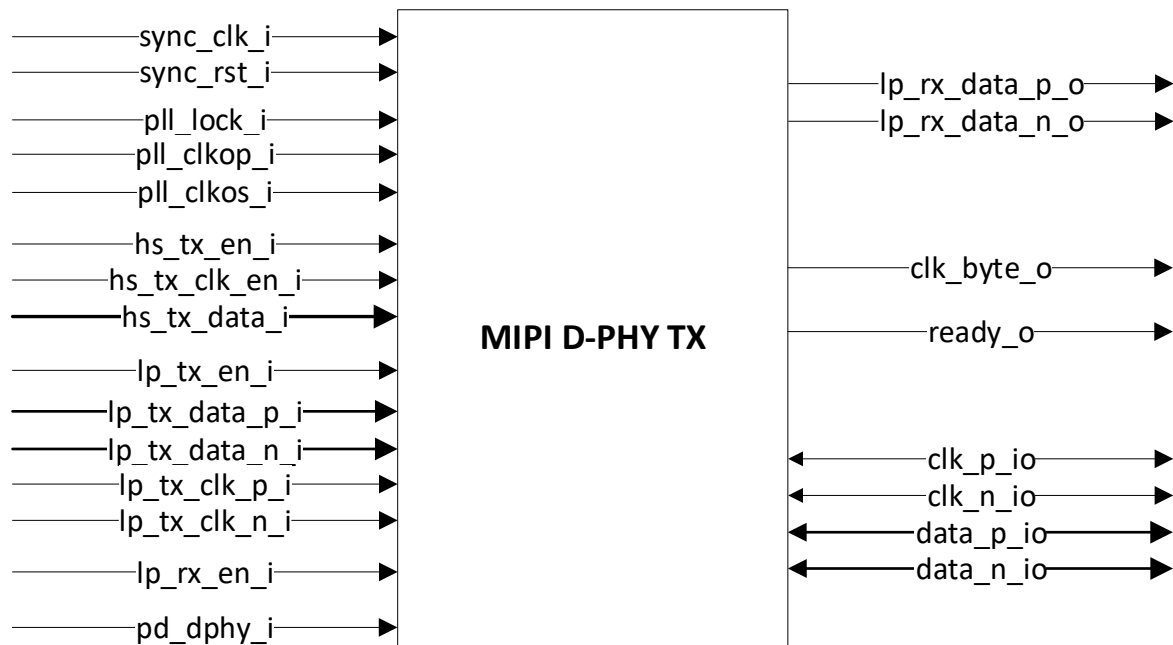 sync_clk_i
sync_rst_i
pll_lock_i
pll_clkop_i
pll_clkos_i
hs_tx_en_i
hs_tx_clk_en_i
hs_tx_data_i
lp_tx_en_i
lp_tx_data_p_i
lp_tx_data_n_i
lp_tx_clk_p_i
lp_tx_clk_n_i
lp_rx_en_i
pd_dphy_i
MIPI D-PHY TX
lp_rx_data_p_o
lp_rx_data_n_o
clk_byte_o
ready_o
clk_p_io
clk_n_io
data_p_io
data_n_io